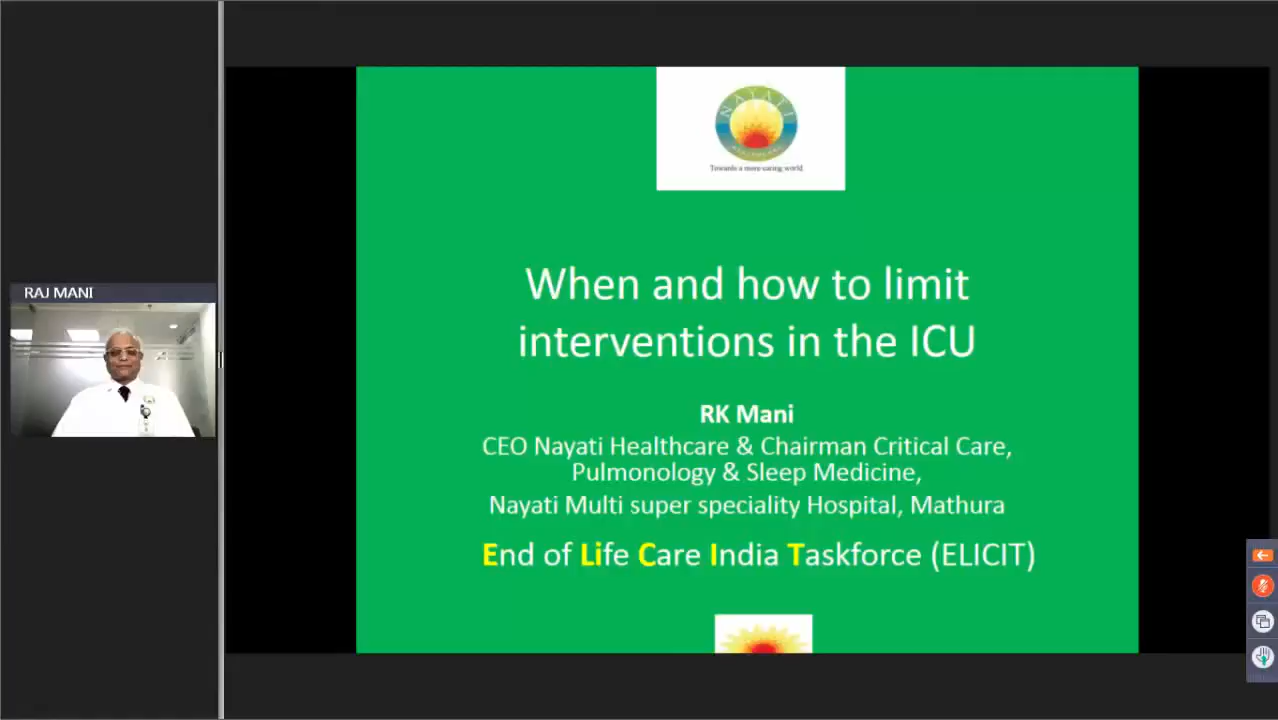 NAYATI
HEALTHCARE
Towards a more caring world
RAJ MANI
When and how to limit
interventions in the ICU
RK Mani
CEO Nayati Healthcare & Chairman Critical Care,
Pulmonology & Sleep Medicine,
Nayati Multi super speciality Hospital, Mathura
End of Life Care India Taskforce (ELICIT)